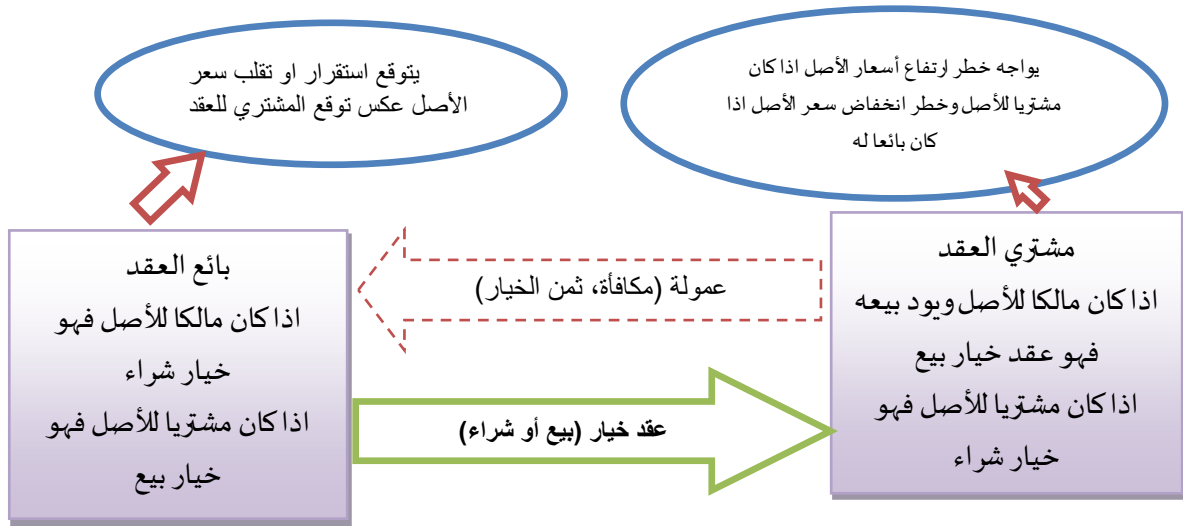 يواجه خطر ارتفاع أسعار الأصل اذا كان
مشتريا للأصل وخطر انخفاض سعر الأصل اذا
كان بائعا له
يتوقع استقرار او تقلب سعر
الأصل عكس توقع المشتري للعقد
مشتري العقد
اذا كان مالكا للأصل ويود بيعه
فهو عقد خيار بيع
اذا كان مشتريا للأصل فهو
خيار شراء
عمولة (مكافأة، ثمن الخيار)
عقد خيار (بيع أو شراء)
بائع العقد
اذا كان مالكا للأصل فهو
خيار شراء
اذا كان مشتريا للأصل فهو
خيار بيع